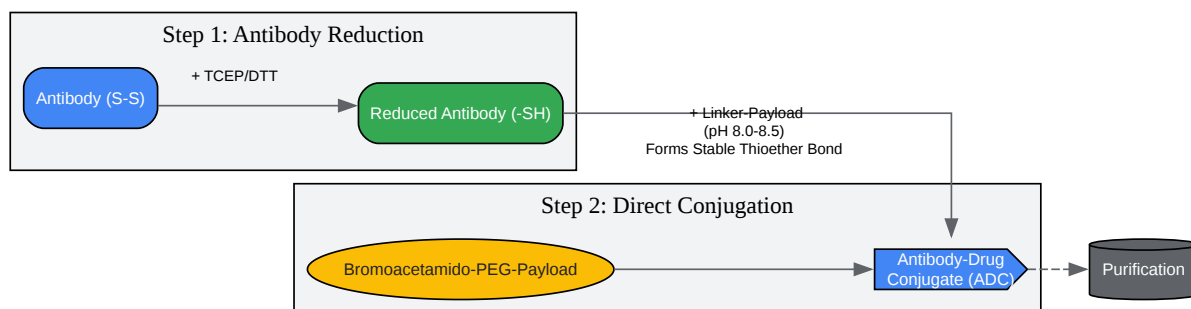 Step 1: Antibody Reduction
+ TCEP/DTT
Antibody (S-S)
Reduced Antibody (-SH)
+ Linker-Payload
(pH 8.0-8.5)
Forms Stable Thioether Bond
Step 2: Direct Conjugation
Bromoacetamido-PEG-Payload
Antibody-Drug
Conjugate (ADC)
Purification